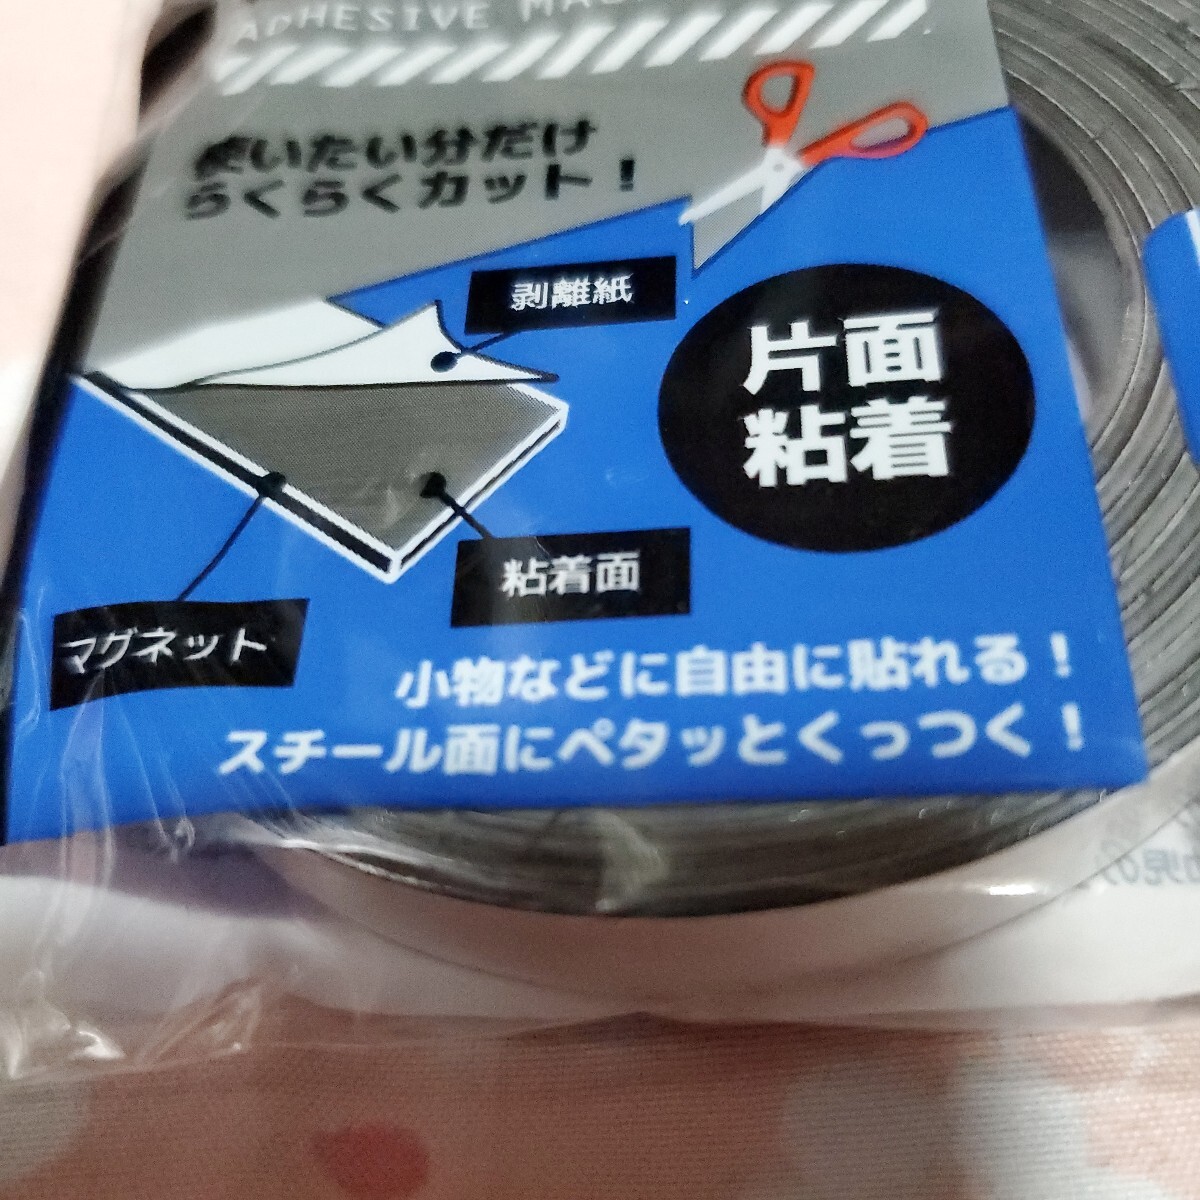 ADHESIVE
使いたい分だけ
らくらくカット！
剥離紙
片面
粘着
粘着面
マグネット
小物などに自由に貼れる！
スチール面にペタッとくっつく！